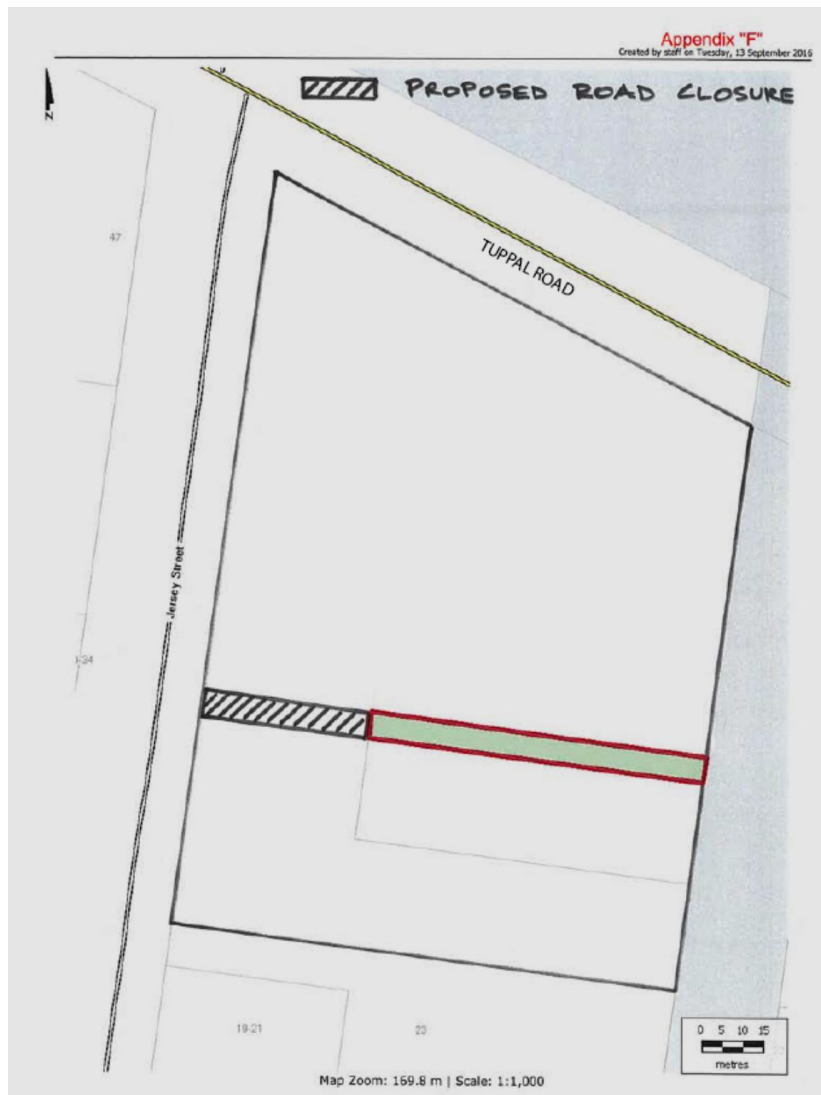 Appendix "F"
Created by staff on Tuesday, 13 September 2016
PROPOSED ROAD CLOSURE
N
47
TUPPAL ROAD
Jersey Street
19-21
23
0 5 10 15
metres
Map Zoom: 169.8 m | Scale: 1:1,000